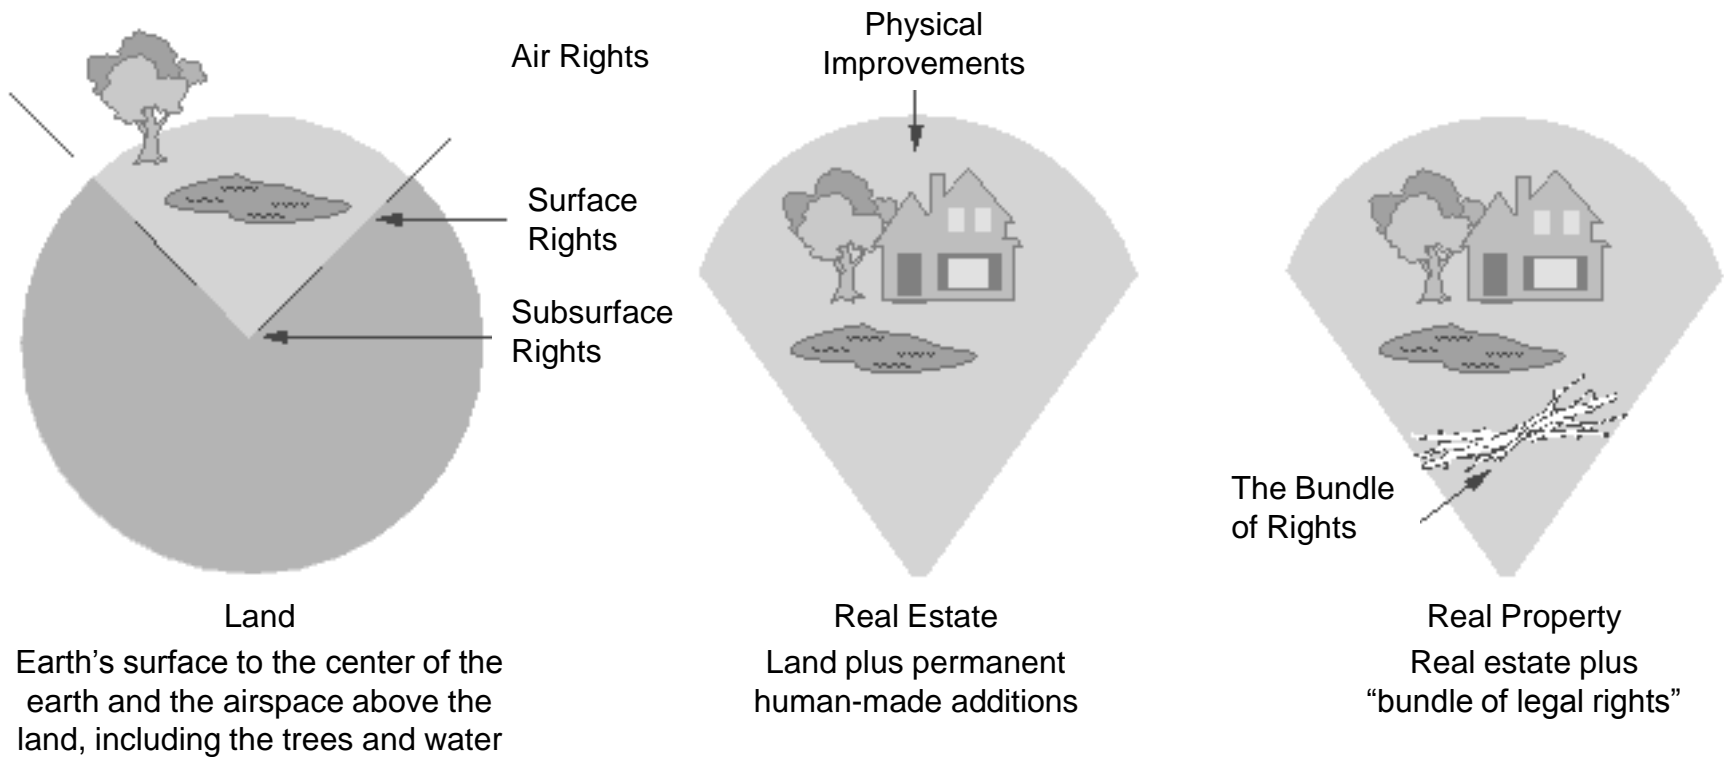 Air Rights
Surface
Rights
Subsurface
Rights
Land
Earth’s surface to the center of the
earth and the airspace above the
land, including the trees and water
Physical
Improvements
Real Estate
Land plus permanent
human-made additions
The Bundle
of Rights
Real Property
Real estate plus
“bundle of legal rights”